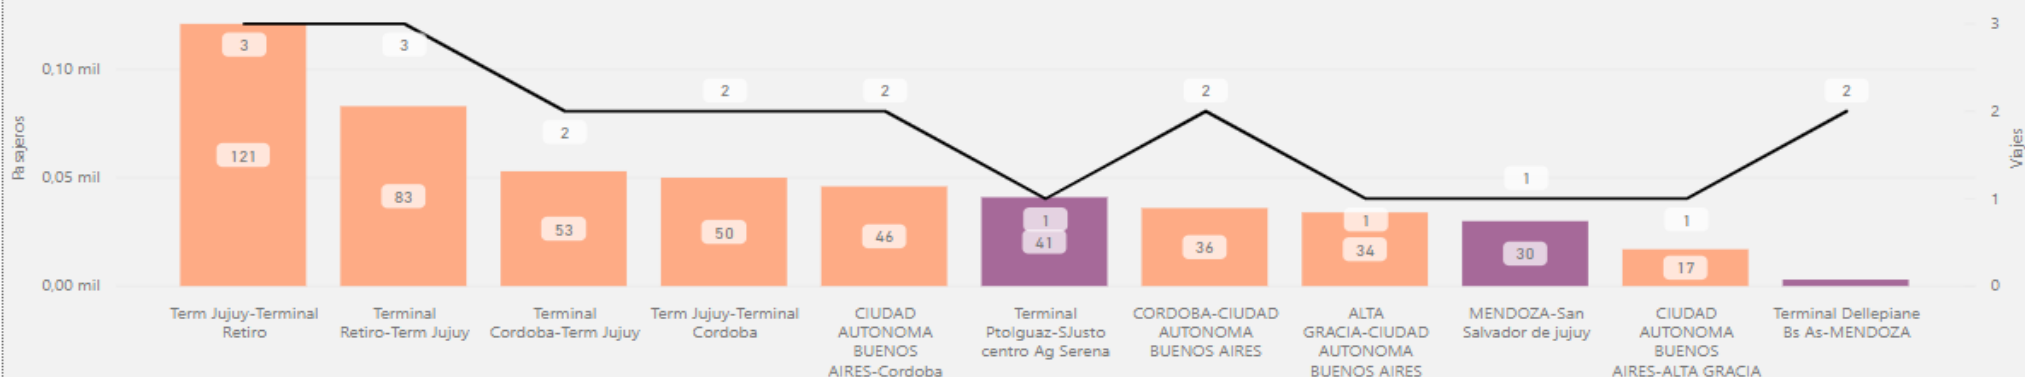 3
3
2
2
2
1
2
1
1
1
2
121
83
53
50
46
41
36
34
30
17
Pasajeros
0,10 mil
0,05 mil
0,00 mil
Viajes
3
2
1
0
Term Jujuy-Terminal
Retiro
Terminal
Retiro-Term Jujuy
Terminal
Cordoba-Term Jujuy
Term Jujuy-Terminal
Cordoba
CIUDAD
AUTONOMA
BUENOS
AIRES-Cordoba
Terminal
PtoIguaz-SJusto
centro Ag Serena
CORDOBA-CIUDAD
AUTONOMA
BUENOS AIRES
ALTA
GRACIA-CIUDAD
AUTONOMA
BUENOS AIRES
MENDOZA-San
Salvador de jujuy
CIUDAD
AUTONOMA
BUENOS
AIRES-ALTA GRACIA
Terminal Dellepiane
Bs As-MENDOZA